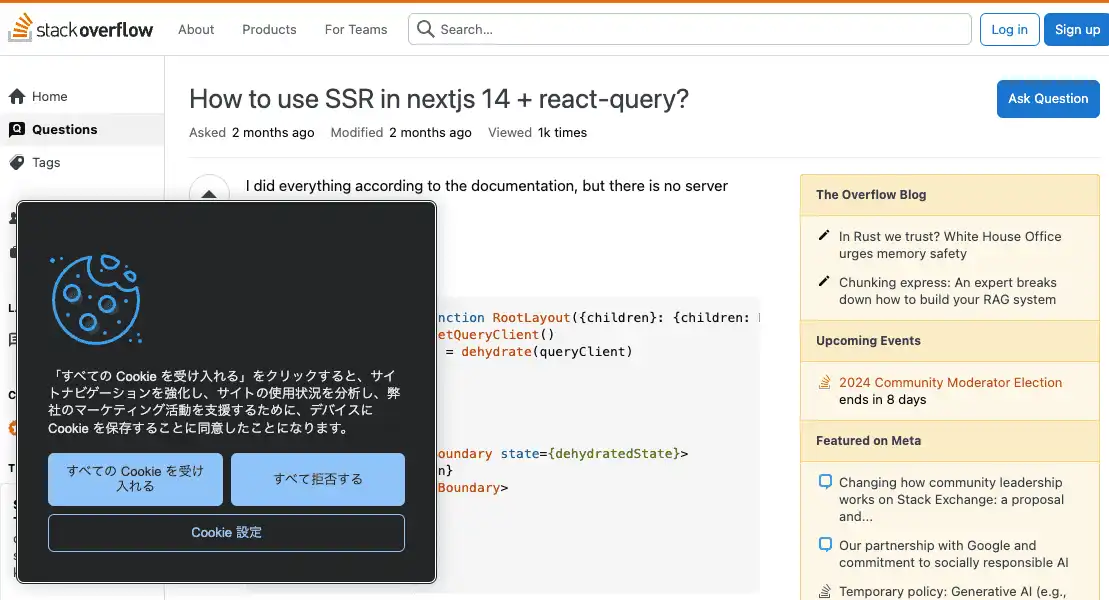 stackoverflow
About
Products
For Teams
Search...
Log in
Sign up
Home
Questions
Tags
How to use SSR in nextjs 14 + react-query?
Ask Question
Asked 2 months ago Modified 2 months ago Viewed 1k times
I did everything according to the documentation, but there is no server
nction RootLayout({children}: {children:
etQueryClient()
= dehydrate(queryClient)
oundary state={dehydratedState}>
n}
Boundary>
「すべての Cookie を受け入れる」をクリックすると、サイ
トナビゲーションを強化し、サイトの使用状況を分析し、弊
社のマーケティング活動を支援するために、デバイスに
Cookie を保存することに同意したことになります。
すべての Cookie を受け
入れる
すべて拒否する
Cookie 設定
The Overflow Blog
In Rust we trust? White House Office
urges memory safety
Chunking express: An expert breaks
down how to build your RAG system
Upcoming Events
2024 Community Moderator Election
ends in 8 days
Featured on Meta
Changing how community leadership
works on Stack Exchange: a proposal
and...
Our partnership with Google and
commitment to socially responsible AI
Temporary policy: Generative AI (e.g.,